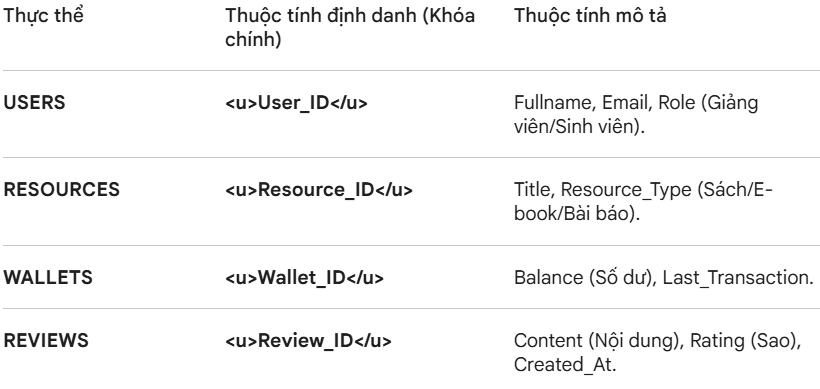 Thực thể
Thuộc tính định danh (Khóa
chính)
Thuộc tính mô tả
USERS
<u>User_ID</u>
Fullname, Email, Role (Giảng
viên/Sinh viên).
RESOURCES
<u>Resource_ID</u>
Title, Resource_Type (Sách/E-
book/Bài báo).
WALLETS
<u>Wallet_ID</u>
Balance (Số dư), Last_Transaction.
REVIEWS
<u>Review_ID</u>
Content (Nội dung), Rating (Sao),
Created_At.